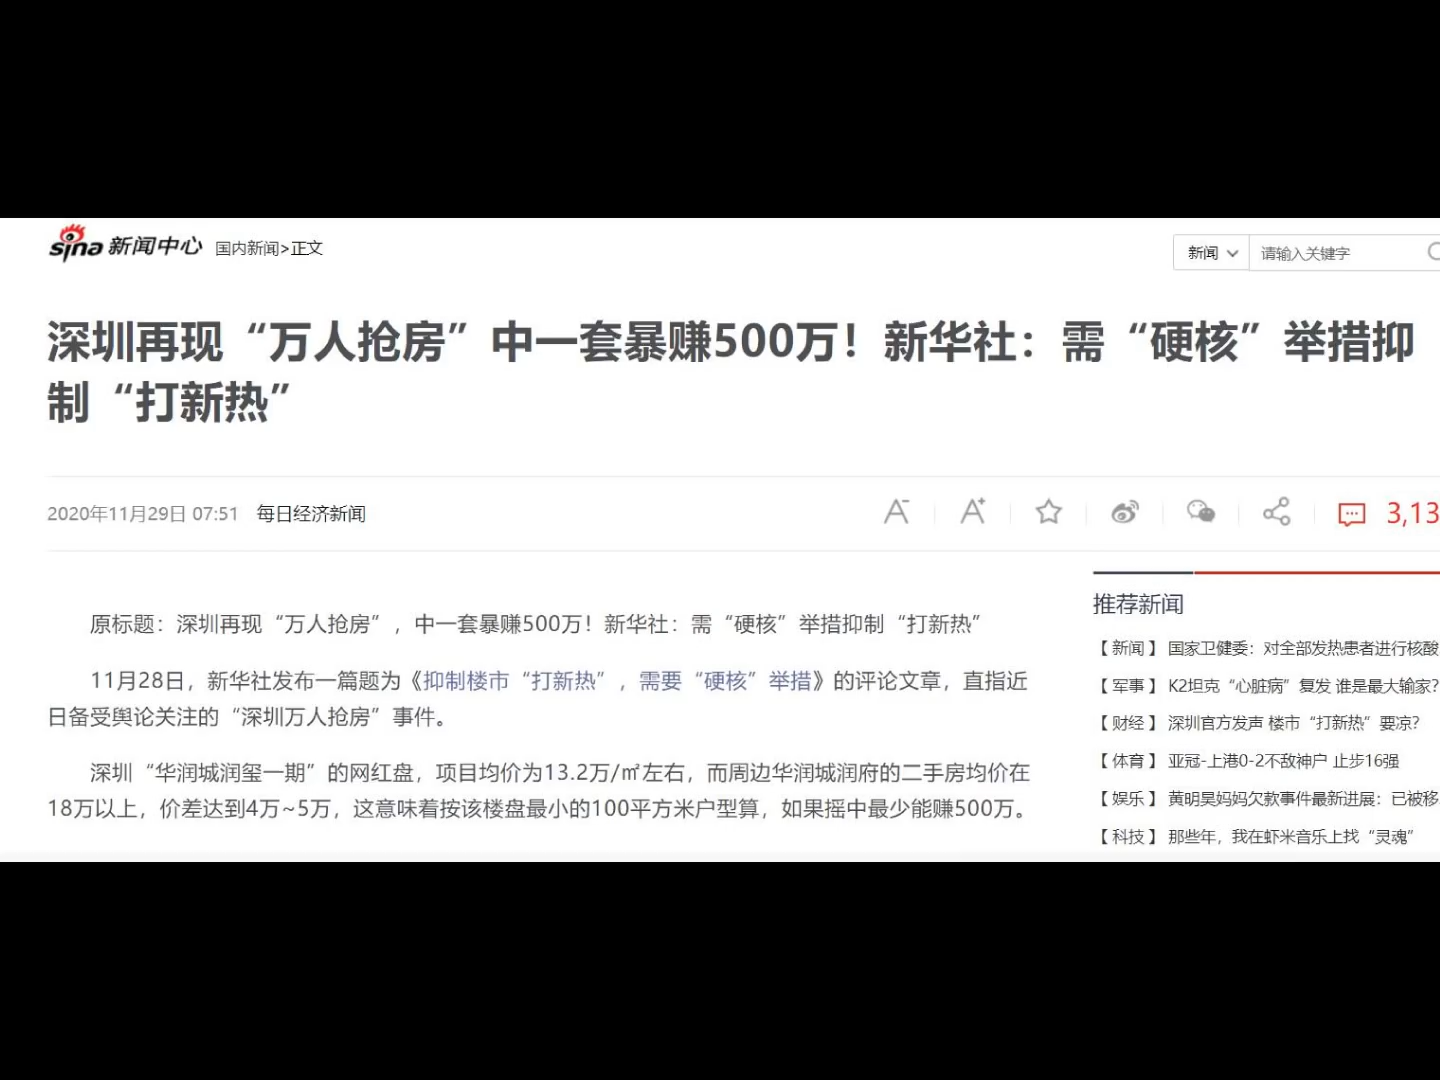 sina 新闻中心 国内新闻>正文
新闻 请输入关键字
深圳再现“万人抢房”中一套暴赚500万！新华社：需“硬核”举措抑
制“打新热”
2020年11月29日 07:51 每日经济新闻
A- A+ 3,13
原标题：深圳再现“万人抢房”，中一套暴赚500万！新华社：需“硬核”举措抑制“打新热”
11月28日，新华社发布一篇题为《抑制楼市“打新热”，需要“硬核”举措》的评论文章，直指近
日备受舆论关注的“深圳万人抢房”事件。
深圳“华润城润玺一期”的网红盘，项目均价为13.2万/㎡左右，而周边华润城润府的二手房均价在
18万以上，价差达到4万~5万，这意味着按该楼盘最小的100平方米户型算，如果摇中最少能赚500万。
推荐新闻
【新闻】国家卫健委：对全部发热患者进行核酸
【军事】K2坦克“心脏病”复发 谁是最大输家？
【财经】深圳官方发声 楼市“打新热”要凉？
【体育】亚冠-上港0-2不敌神户 止步16强
【娱乐】黄明昊妈妈欠款事件最新进展：已被移
【科技】那些年，我在虾米音乐上找“灵魂”